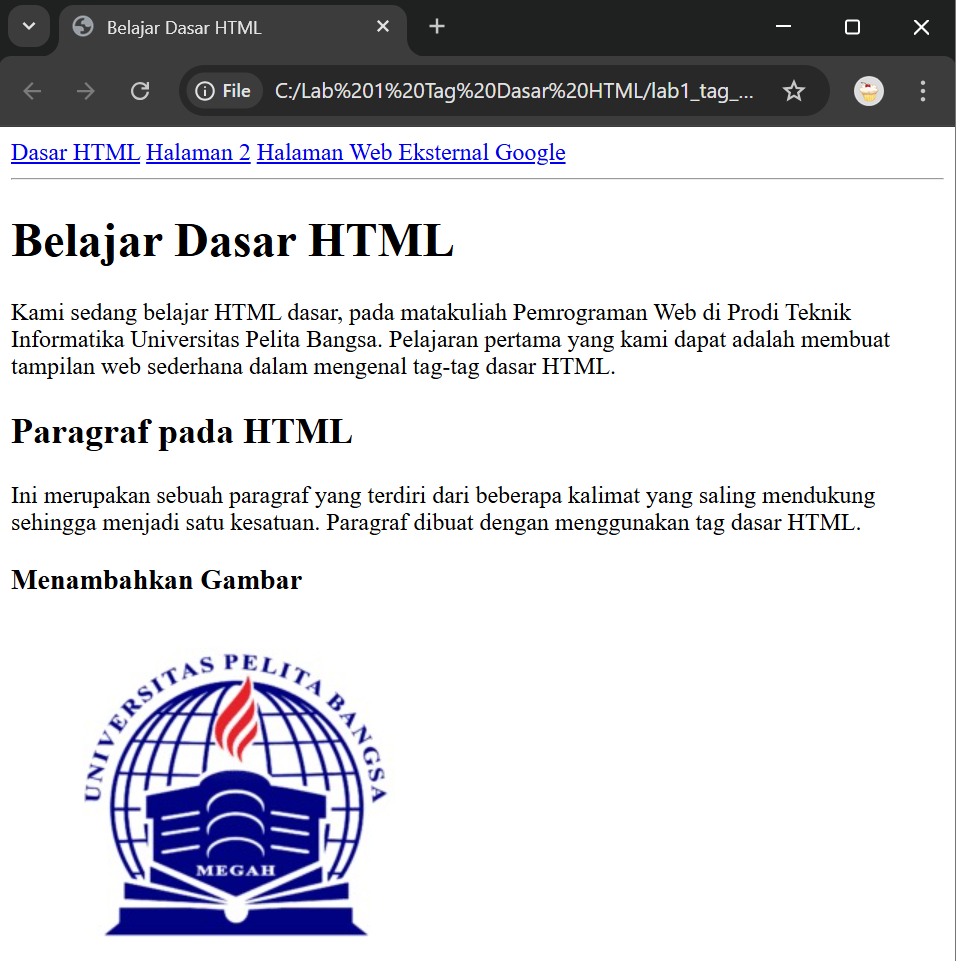 Belajar Dasar HTML
File
C:/Lab%201%20Tag%20Dasar%20HTML/lab1_tag_...
Dasar HTML Halaman 2 Halaman Web Eksternal Google
Belajar Dasar HTML
Kami sedang belajar HTML dasar, pada matakuliah Pemrograman Web di Prodi Teknik
Informatika Universitas Pelita Bangsa. Pelajaran pertama yang kami dapat adalah membuat
tampilan web sederhana dalam mengenal tag-tag dasar HTML.
Paragraf pada HTML
Ini merupakan sebuah paragraf yang terdiri dari beberapa kalimat yang saling mendukung
sehingga menjadi satu kesatuan. Paragraf dibuat dengan menggunakan tag dasar HTML.
Menambahkan Gambar
UNIVERSITAS PELITA BANGSA
MEGAH